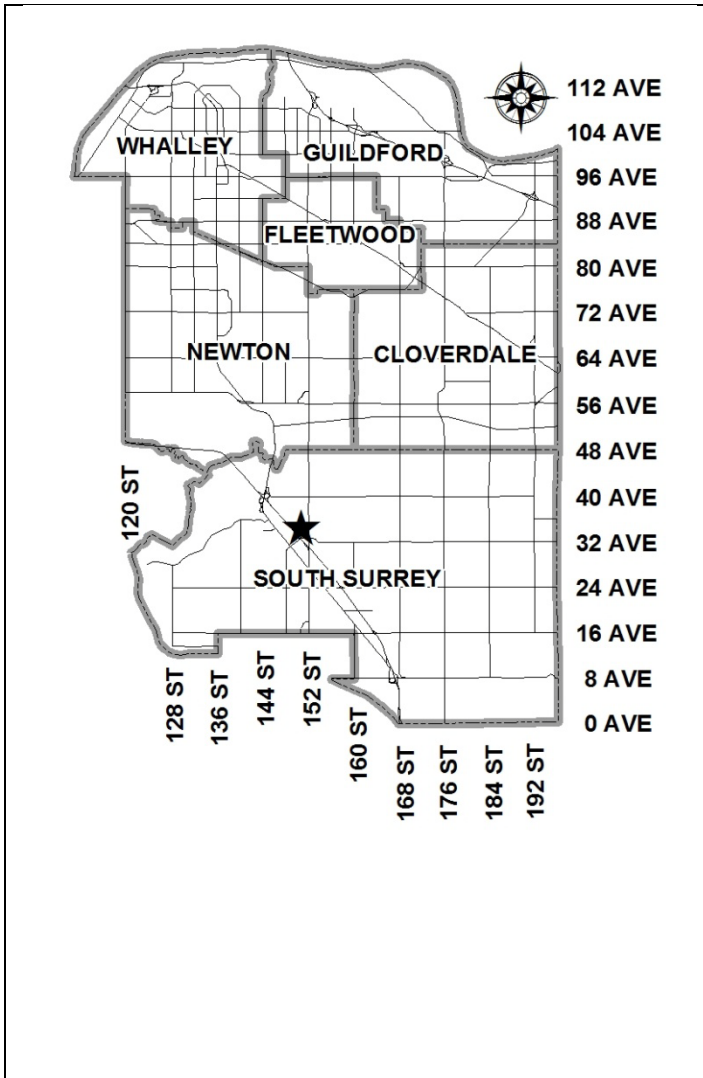 112 AVE
104 AVE
WHALLEY
GUILDFORD
96 AVE
88 AVE
FLEETWOOD
80 AVE
72 AVE
NEWTON
CLOVERDALE
64 AVE
56 AVE
48 AVE
120 ST
40 AVE
32 AVE
SOUTH SURREY
24 AVE
16 AVE
128 ST
136 ST
144 ST
152 ST
160 ST
168 ST
176 ST
184 ST
192 ST
8 AVE
0 AVE